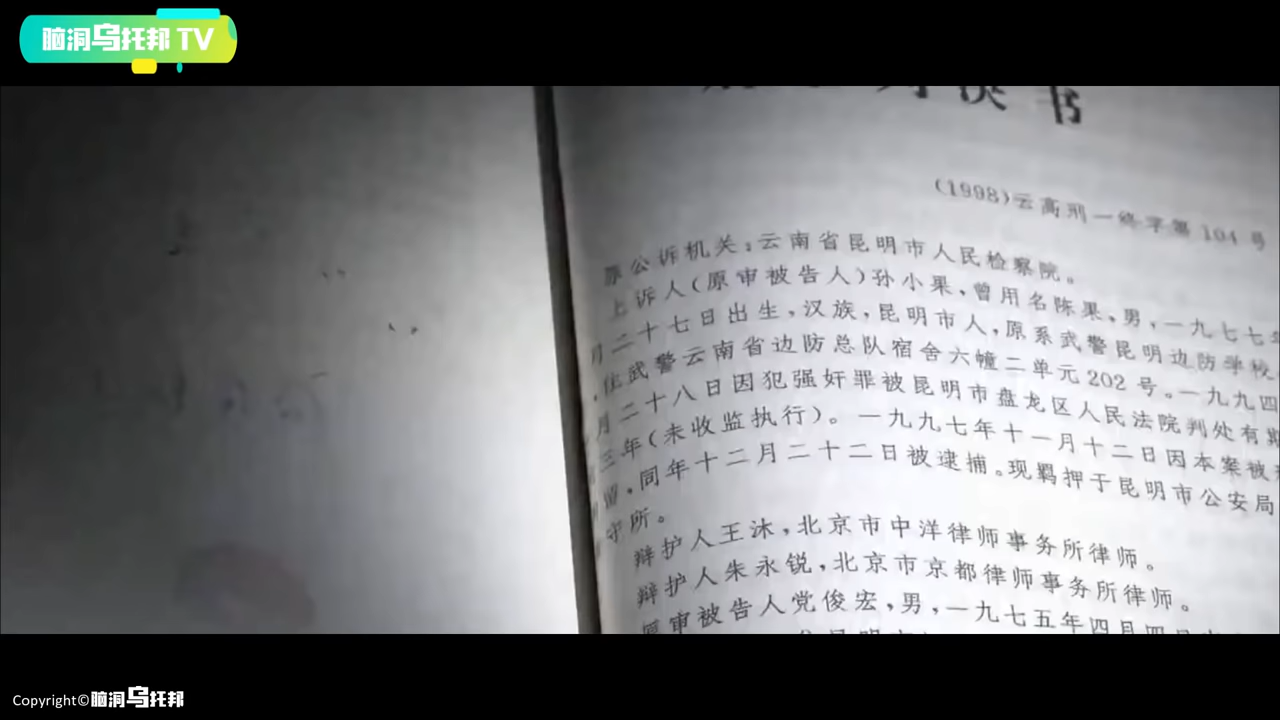 脑洞乌托邦 TV
判决书
(1998)云高刑一终字第 104 号
原公诉机关:云南省昆明市人民检察院。
上诉人(原审被告人)孙小果,曾用名陈果,男,一九七七年
月二十七日出生,汉族,昆明市人,原系武警昆明边防学校
,住武警云南省边防总队宿舍六幢二单元202 号。一九九四
月二十八日因犯强奸罪被昆明市盘龙区人民法院判处有期
三年(未收监执行)。一九九七年十一月十二日因本案被
留,同年十二月二十二日被逮捕。现羁押于昆明市公安局
守所。
辩护人王沐,北京市中洋律师事务所律师。
辩护人朱永锐,北京市京都律师事务所律师。
原审被告人党俊宏,男,一九七五年四月四日
Copyright©脑洞乌托邦